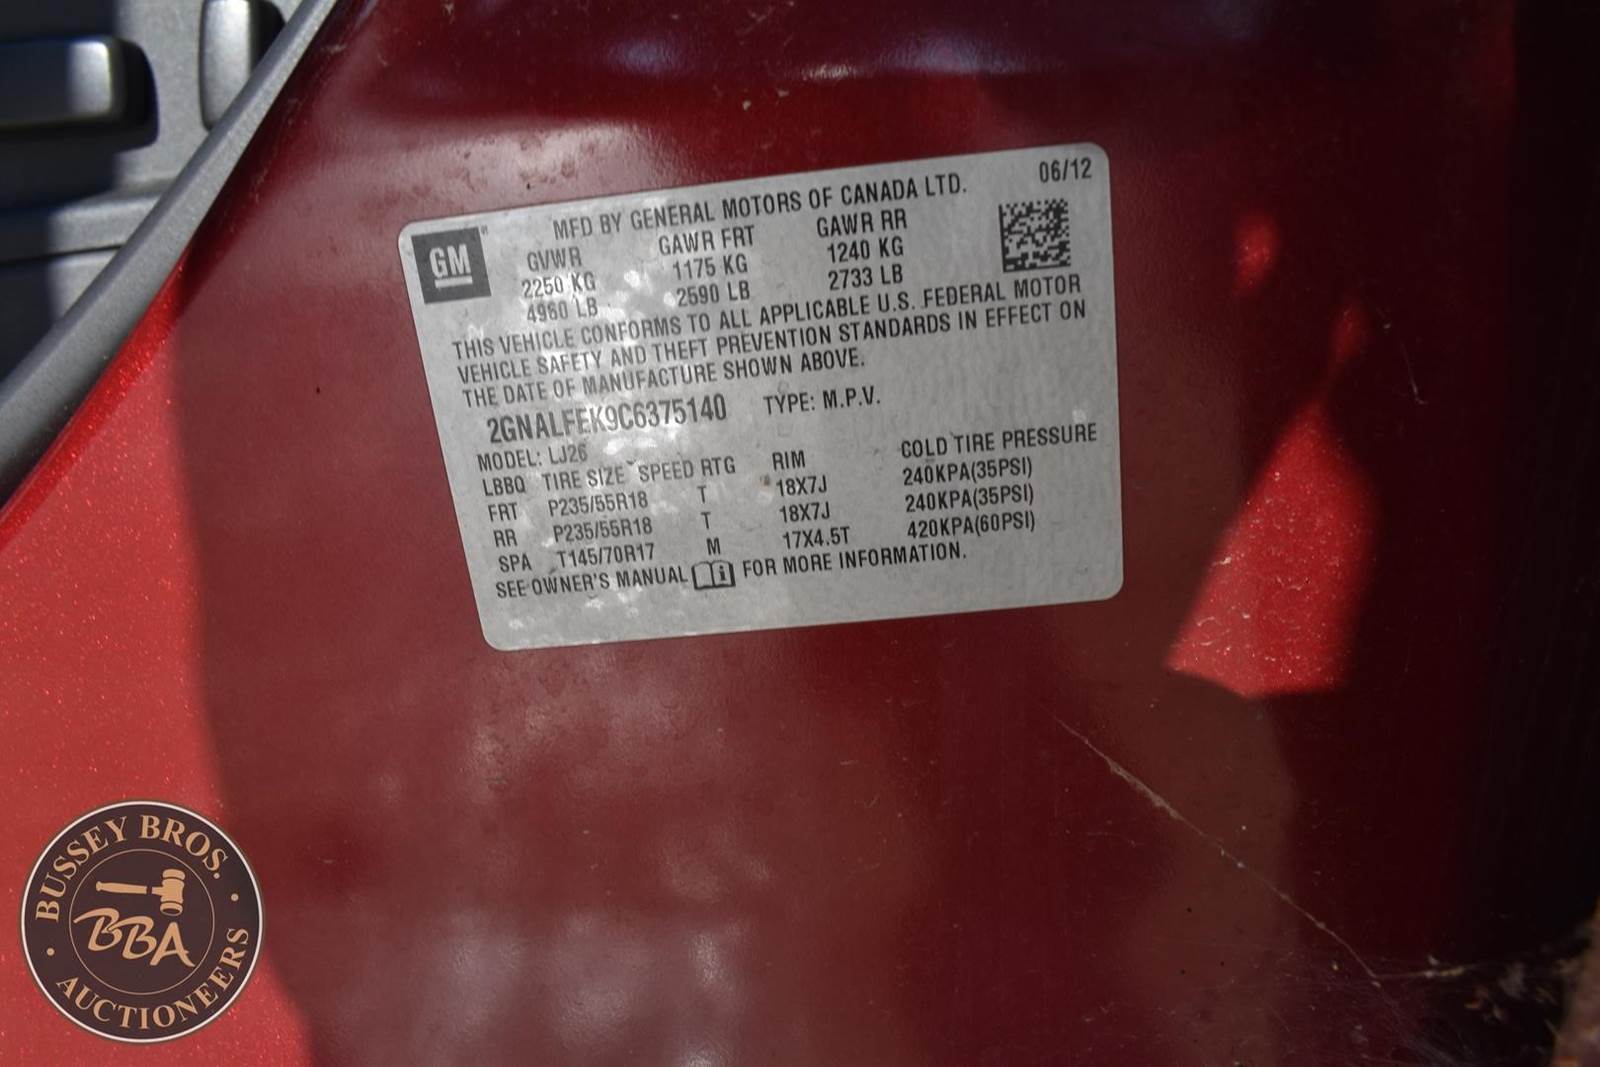 06/12
MFD BY GENERAL MOTORS OF CANADA LTD.
GM
GVWR GAWR FRT GAWR RR
2250 KG 1175 KG 1240 KG
4960 LB 2590 LB 2733 LB
THIS VEHICLE CONFORMS TO ALL APPLICABLE U.S. FEDERAL MOTOR
VEHICLE SAFETY AND THEFT PREVENTION STANDARDS IN EFFECT ON
THE DATE OF MANUFACTURE SHOWN ABOVE.
2GNALFEK9C6375140 TYPE: M.P.V.
MODEL: LJ26
LBBQ TIRE SIZE SPEED RTG RIM COLD TIRE PRESSURE
FRT P235/55R18 T 18X7J 240KPA(35PSI)
RR P235/55R18 T 18X7J 240KPA(35PSI)
SPA T145/70R17 M 17X4.5T 420KPA(60PSI)
SEE OWNER'S MANUAL i FOR MORE INFORMATION.
BUSSEY BROS.
BBA
AUCTIONEERS